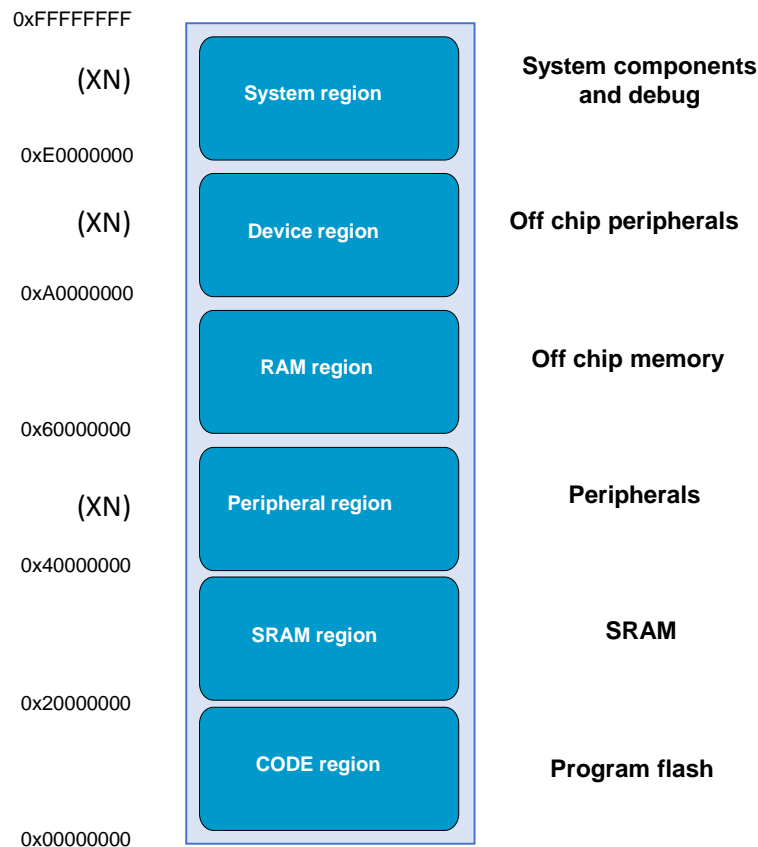 0xFFFFFFFF
(XN)
System region
System components
and debug
0xE0000000
(XN)
Device region
Off chip peripherals
0xA0000000
RAM region
Off chip memory
0x60000000
(XN)
Peripheral region
Peripherals
0x40000000
SRAM region
SRAM
0x20000000
CODE region
Program flash
0x00000000